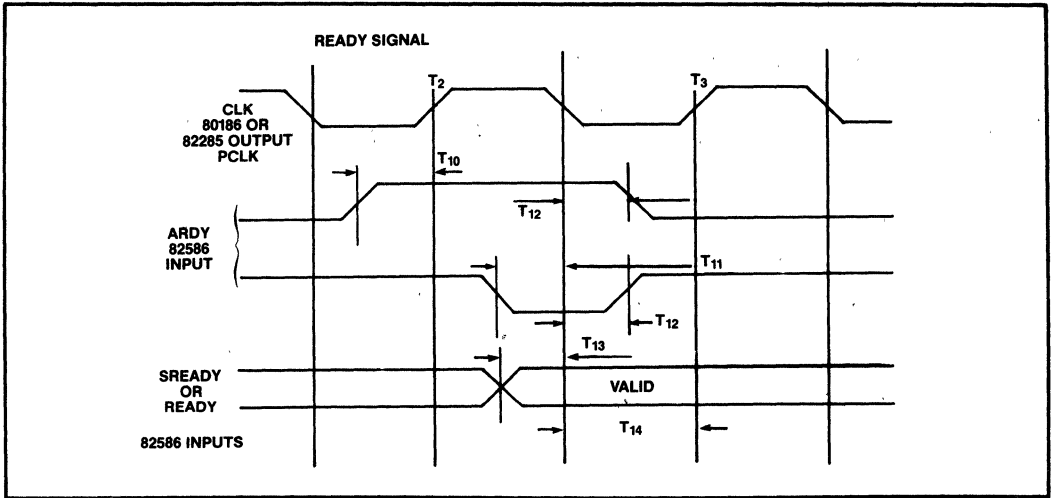 READY SIGNAL
T2
T3
CLK
80186 OR
82285 OUTPUT
PCLK
T10
T12
ARDY
82586
INPUT
T11
T12
T13
SREADY
OR
READY
VALID
T14
82586 INPUTS